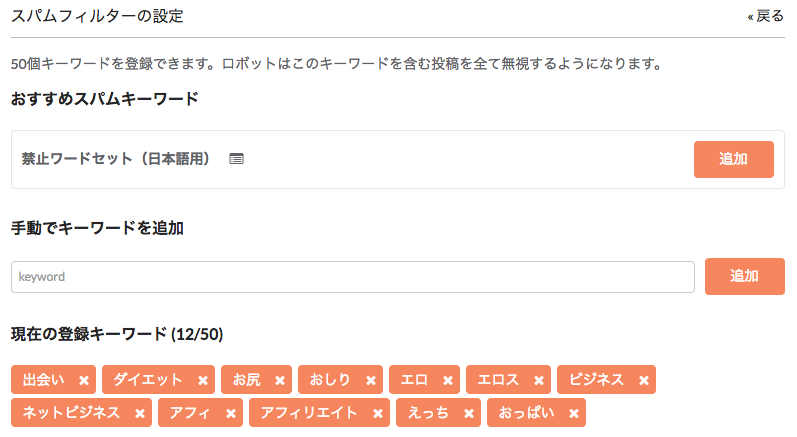 スパムフィルターの設定 « 戻る
50個キーワードを登録できます。ロボットはこのキーワードを含む投稿を全て無視するようになります。
おすすめスパムキーワード
禁止ワードセット（日本語用） 追加
手動でキーワードを追加
keyword 追加
現在の登録キーワード (12/50)
出会い × ダイエット × お尻 × おしり × エロ × エロス × ビジネス ×
ネットビジネス × アフィ × アフィリエイト × えっち × おっぱい ×